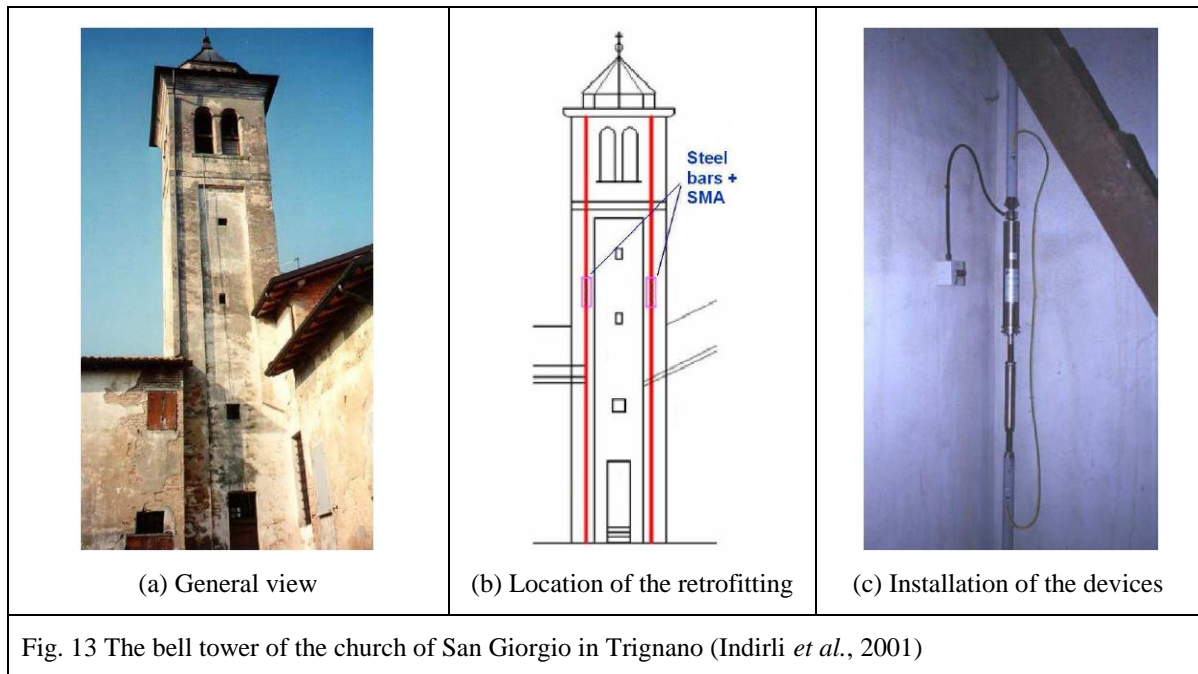 Steel
bars +
SMA
(a) General view
(b) Location of the retrofitting
(c) Installation of the devices
Fig. 13 The bell tower of the church of San Giorgio in Trignano (Indirli et al., 2001)